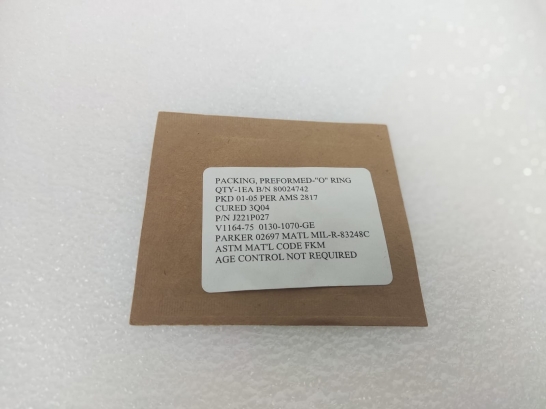 PACKING, PREFORMED-"O" RING
QTY-1EA B/N 80024742
PKD 01-05 PER AMS 2817
CURED 3Q04
P/N J221P027
V1164-75 0130-1070-GE
PARKER 02697 MATL MIL-R-83248C
ASTM MAT'L CODE FKM
AGE CONTROL NOT REQUIRED